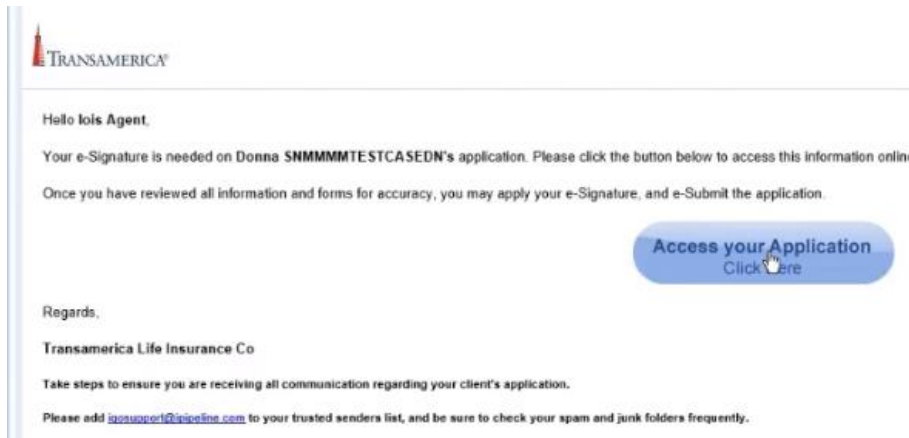 TRANSAMERICA®
Hello lois Agent,
Your e-Signature is needed on Donna SNMMMMTESTCASEDN's application. Please click the button below to access this information online
Once you have reviewed all information and forms for accuracy, you may apply your e-Signature, and e-Submit the application.
Access your Application
Click Here
Regards,
Transamerica Life Insurance Co
Take steps to ensure you are receiving all communication regarding your client's application.
Please add igosupport@ipipeline.com to your trusted senders list, and be sure to check your spam and junk folders frequently.